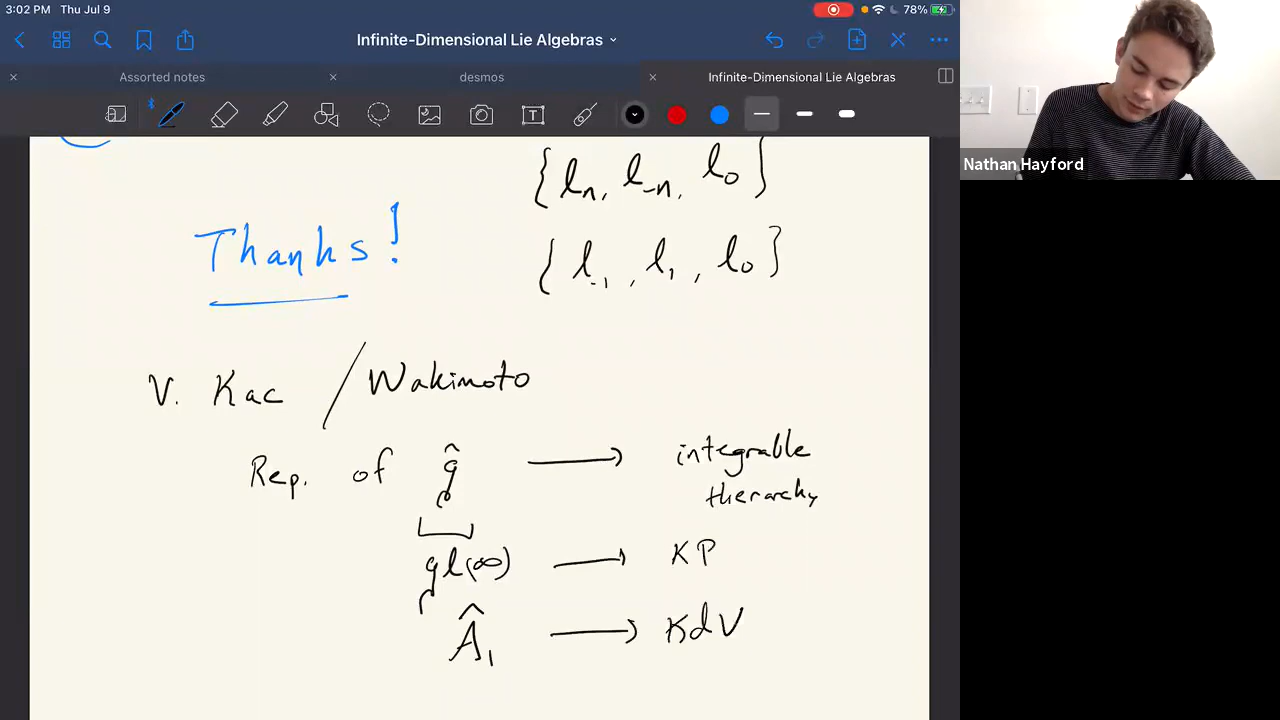 3:02 PM Thu Jul 9
78%
Infinite-Dimensional Lie Algebras
Assorted notes
desmos
Infinite-Dimensional Lie Algebras
T
Nathan Hayford
{ln, l-n, l0}
Thanks!
{l-1, l1, l0}
V. Kac / Wakimoto
Rep. of ĝ → integrable
hierarchy
gl(∞) → KP
Â1 → KdV